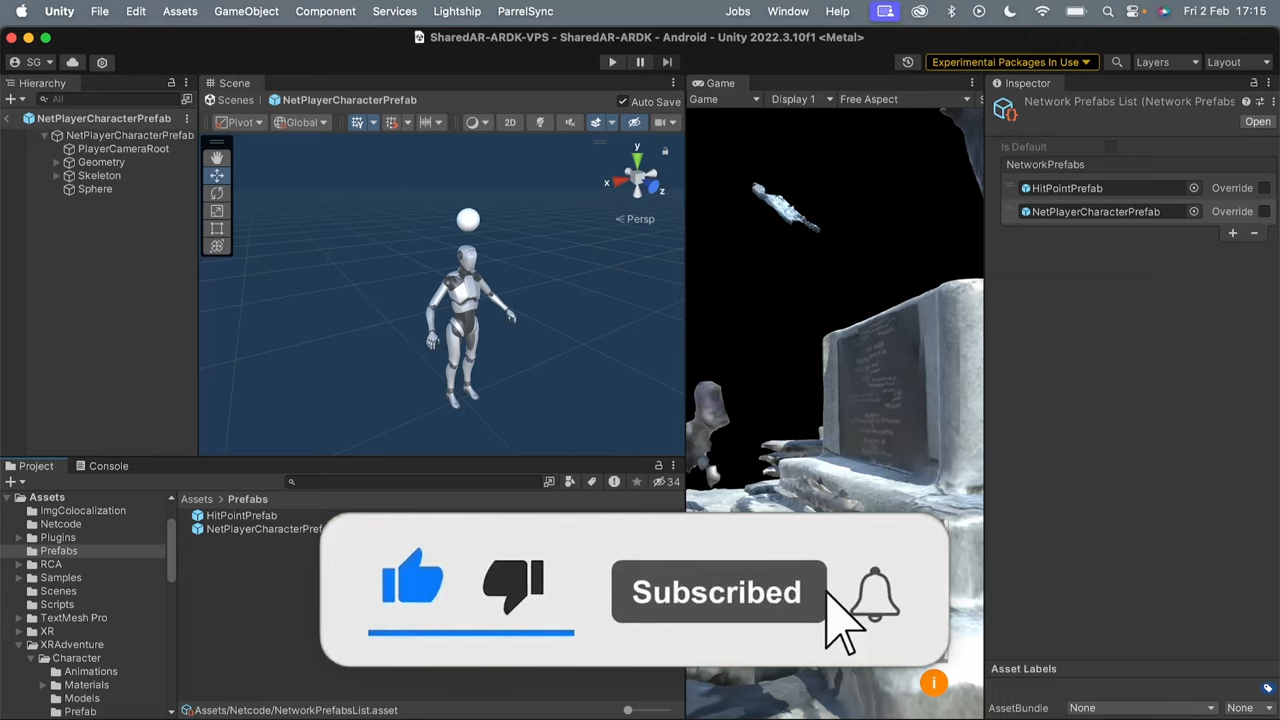 Unity File Edit Assets GameObject Component Services Lightship ParrelSync Jobs Window Help Fri 2 Feb 17:15
SharedAR-ARDK-VPS - SharedAR-ARDK - Android - Unity 2022.3.10f1 <Metal>
SG Experimental Packages In Use Layers Layout
Hierarchy Scene Game Inspector
All Scenes NetPlayerCharacterPrefab Auto Save Game Display 1 Free Aspect Network Prefabs List (Network Prefabs
NetPlayerCharacterPrefab Pivot Global 2D Open
NetPlayerCharacterPrefab
PlayerCameraRoot
Geometry
Skeleton
Sphere
y
x
z
Persp
Is Default
NetworkPrefabs
HitPointPrefab Override
NetPlayerCharacterPrefab Override
Project Console
34
Assets
ImgColocalization
Netcode
Plugins
Prefabs
RCA
Samples
Scenes
Scripts
TextMesh Pro
XR
XRAdventure
Character
Animations
Materials
Models
Prefab
Assets > Prefabs
HitPointPrefab
NetPlayerCharacterPref
Subscribed
i
Assets/Netcode/NetworkPrefabsList.asset
Asset Labels
AssetBundle None None